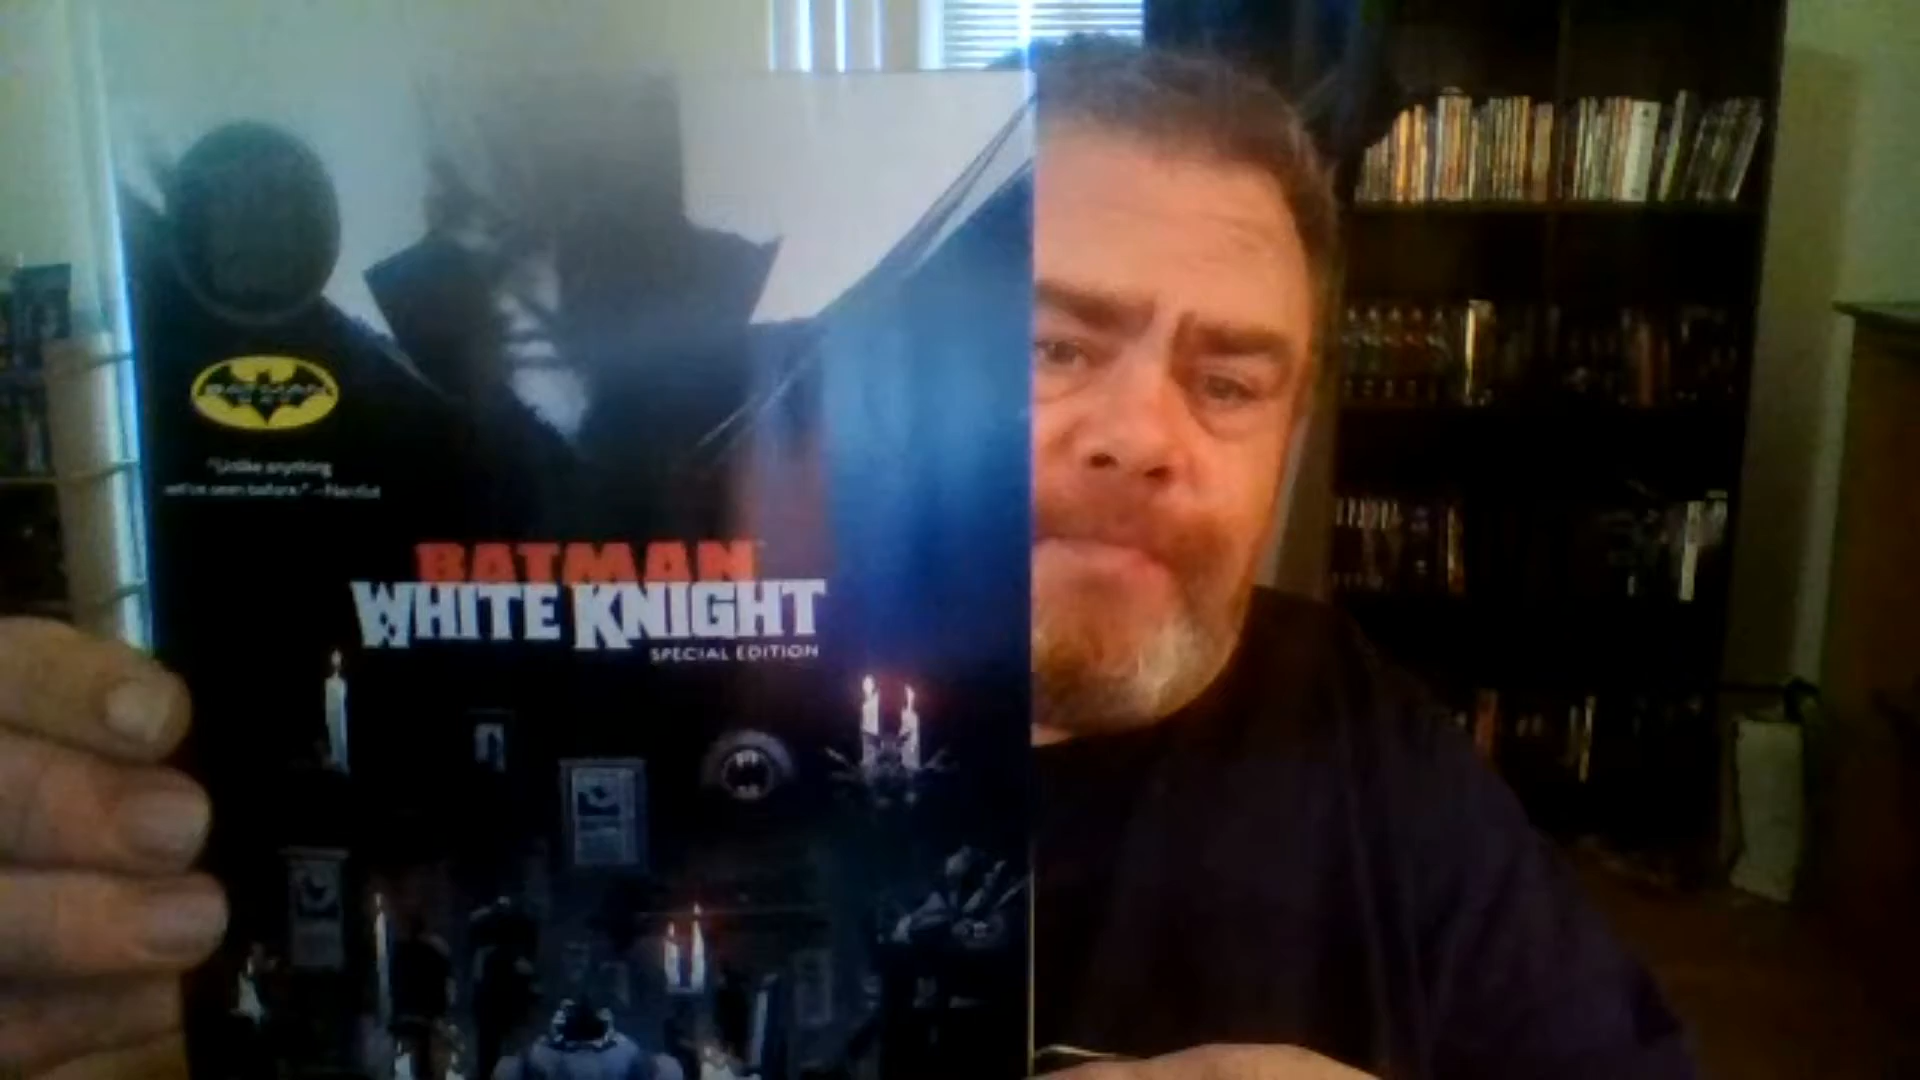 BATMAN
"Unlike anything
we've seen before." —Nerdist
BATMAN
WHITE KNIGHT
SPECIAL EDITION